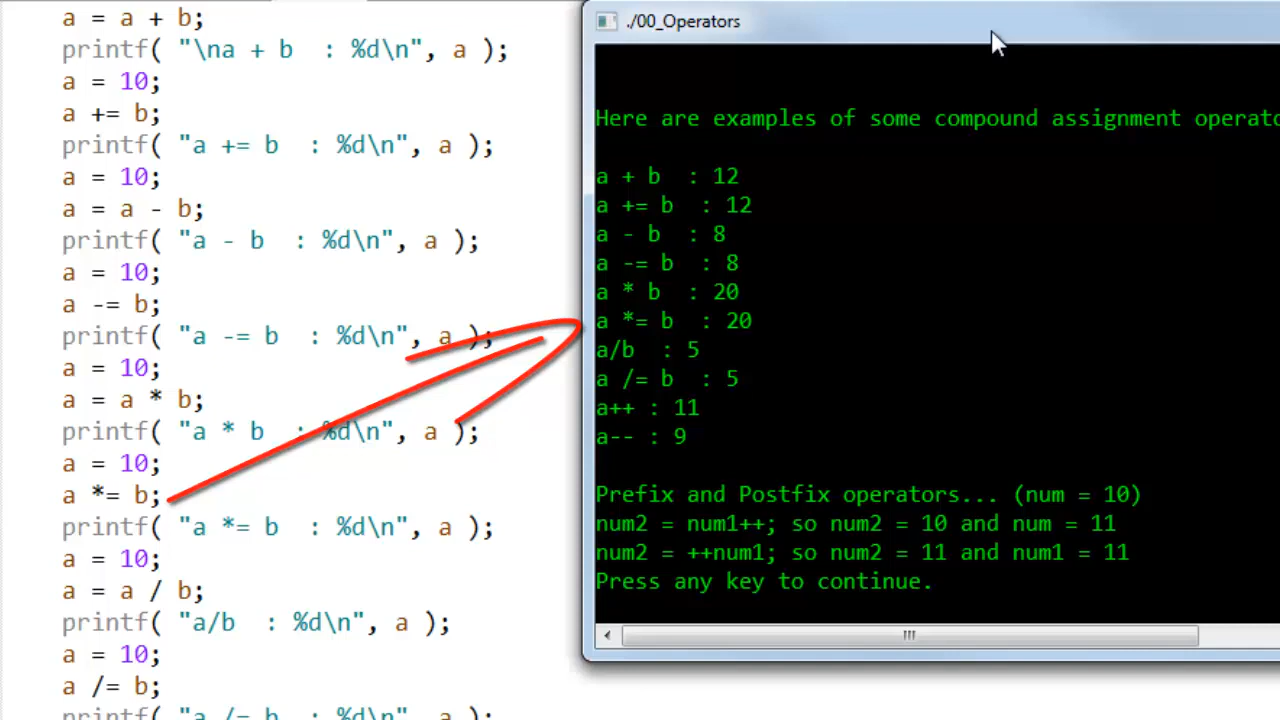 a = a + b;
printf( "\na + b  : %d\n", a );
a = 10;
a += b;
printf( "a += b  : %d\n", a );
a = 10;
a = a - b;
printf( "a - b  : %d\n", a );
a = 10;
a -= b;
printf( "a -= b  : %d\n", a );
a = 10;
a = a * b;
printf( "a * b  : %d\n", a );
a = 10;
a *= b;
printf( "a *= b  : %d\n", a );
a = 10;
a = a / b;
printf( "a/b  : %d\n", a );
a = 10;
a /= b;
printf( "a /= b  : %d\n", a );
./00_Operators
Here are examples of some compound assignment operato
a + b  : 12
a += b  : 12
a - b  : 8
a -= b  : 8
a * b  : 20
a *= b  : 20
a/b  : 5
a /= b  : 5
a++ : 11
a-- : 9
Prefix and Postfix operators... (num = 10)
num2 = num1++; so num2 = 10 and num = 11
num2 = ++num1; so num2 = 11 and num1 = 11
Press any key to continue.